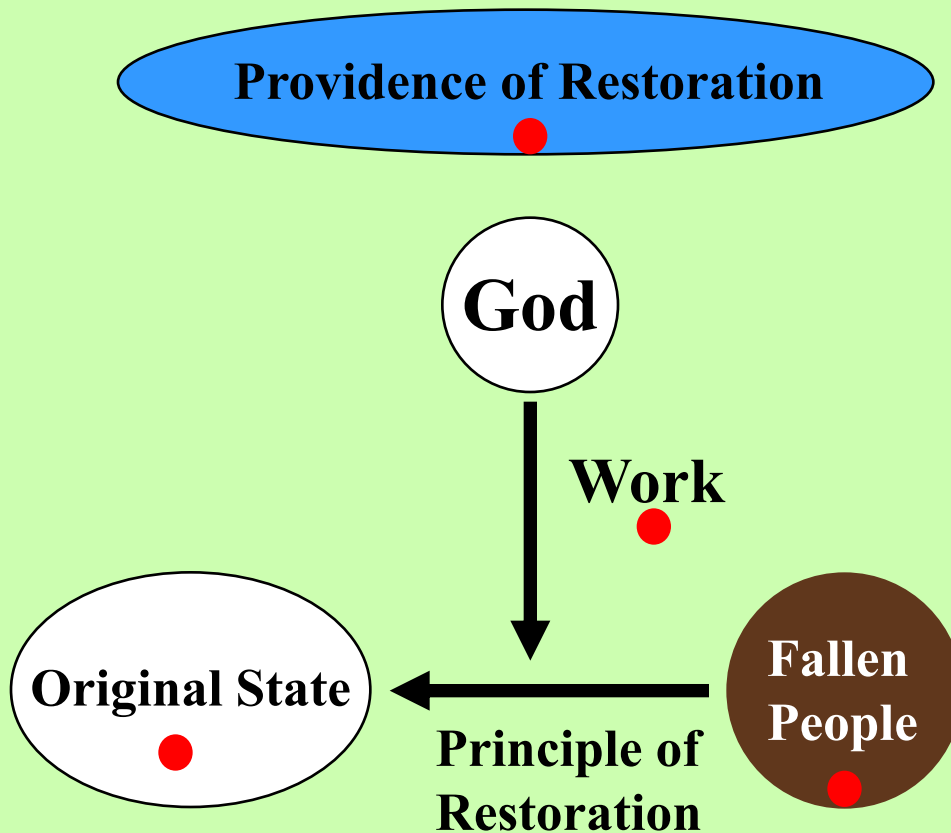 Providence of Restoration
God
Work
Original State
Fallen
People
Principle of
Restoration